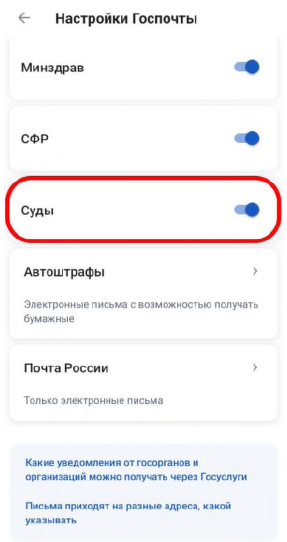 Настройки Госпочты
Минздрав
СФР
Суды
Автоштрафы
Электронные письма с возможностью получать
бумажные
Почта России
Только электронные письма
Какие уведомления от госорганов и
организаций можно получать через Госуслуги
Письма приходят на разные адреса, какой
указывать